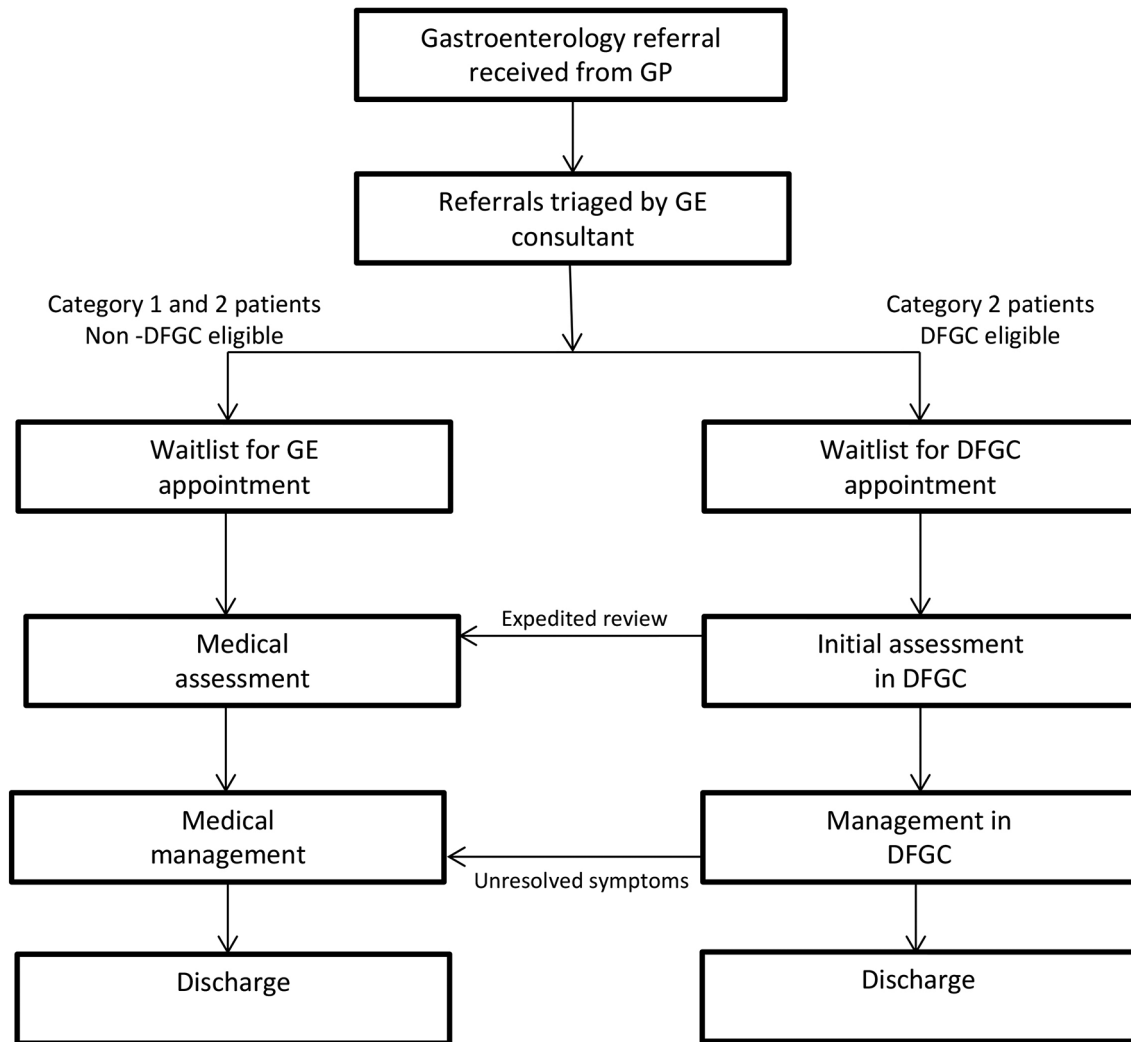 Gastroenterology referral
received from GP
Referrals triaged by GE
consultant
Category 1 and 2 patients
Non -DFGC eligible
Category 2 patients
DFGC eligible
Waitlist for GE
appointment
Waitlist for DFGC
appointment
Expedited review
Medical
assessment
Initial assessment
in DFGC
Medical
management
Management in
DFGC
Unresolved symptoms
Discharge
Discharge